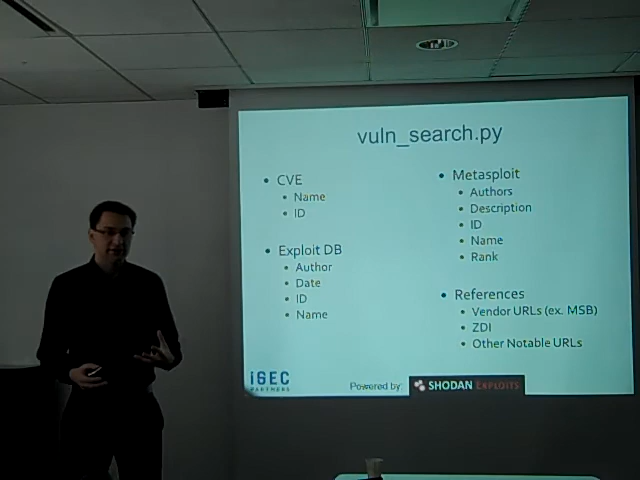 vuln_search.py
• CVE
• Name
• ID
• Exploit DB
• Author
• Date
• ID
• Name
• Metasploit
• Authors
• Description
• ID
• Name
• Rank
• References
• Vendor URLs (ex. MSB)
• ZDI
• Other Notable URLs
iSEC
PARTNERS
Powered by:
SHODAN EXPLOITS